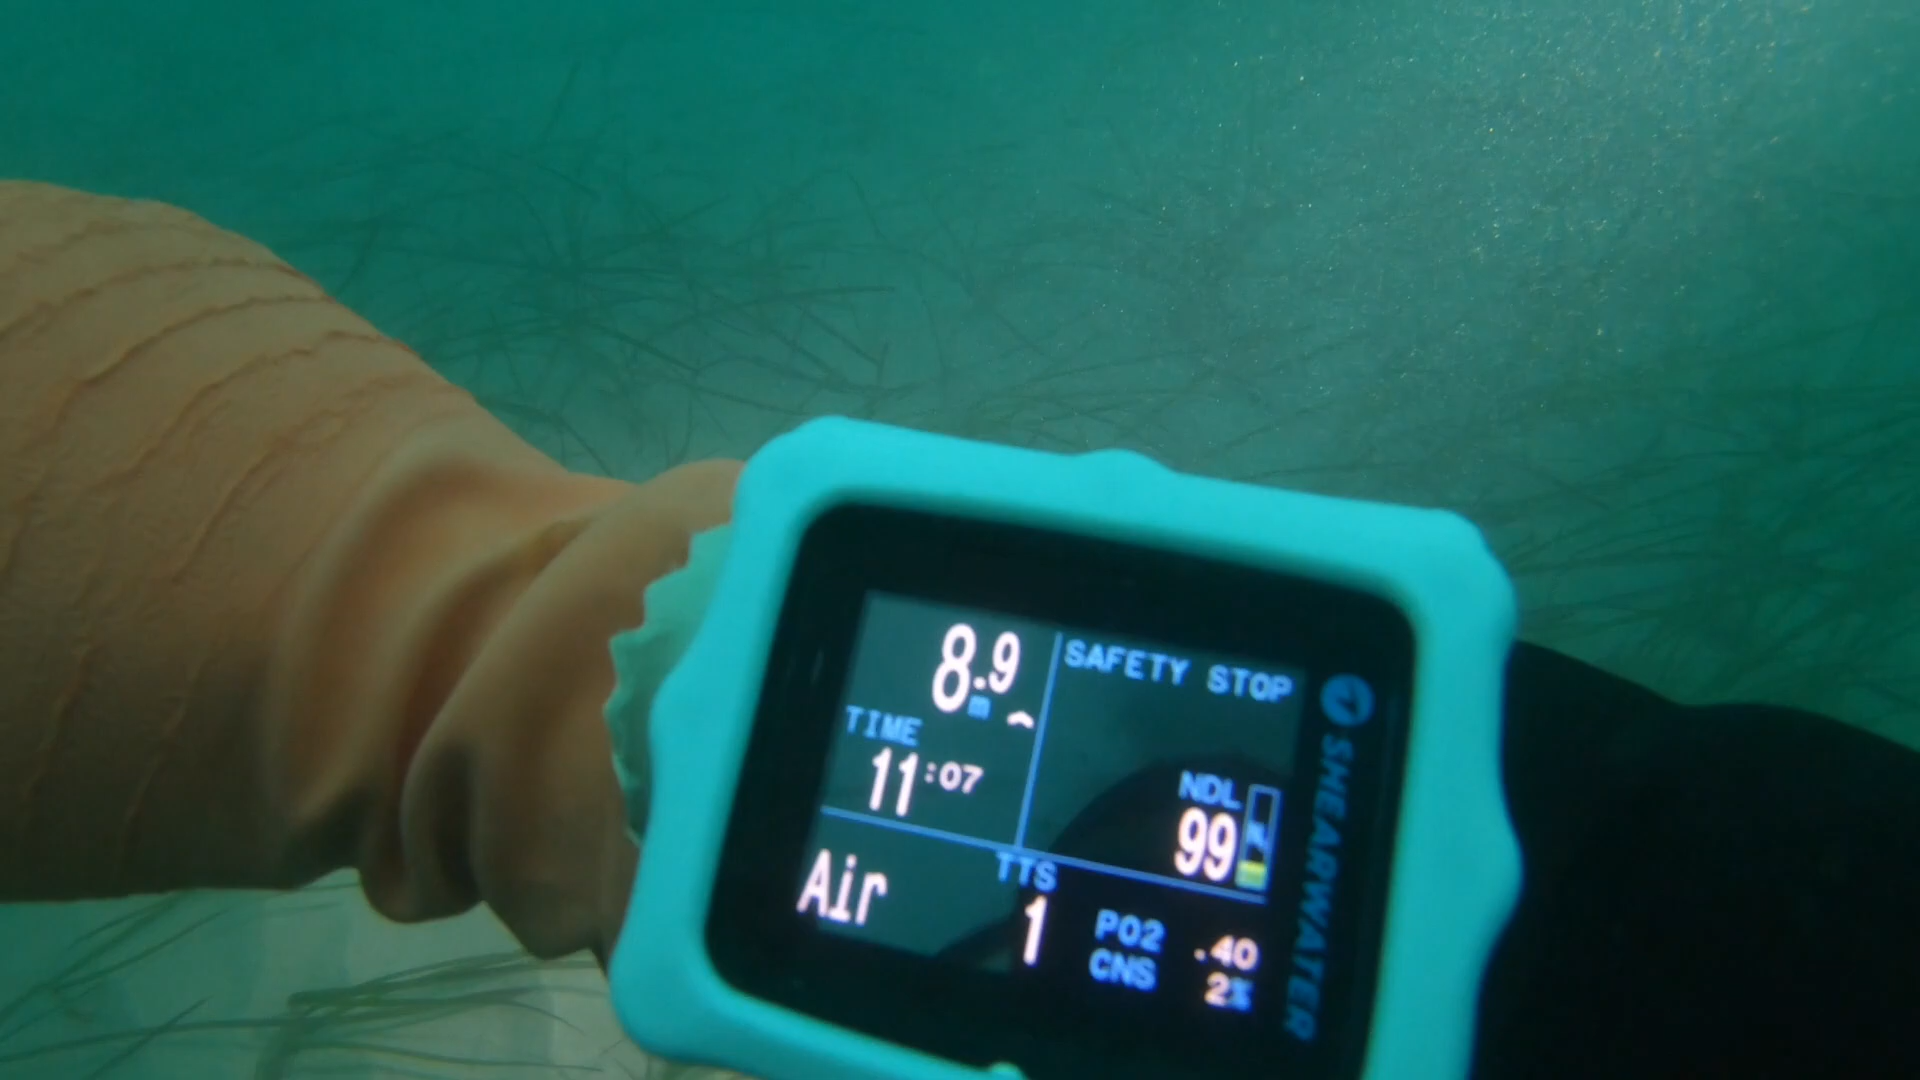 8.9
m
SAFETY STOP
TIME
11:07
NDL
99
Air
TTS
1
PO2 .40
CNS 2%
SHEARWATER